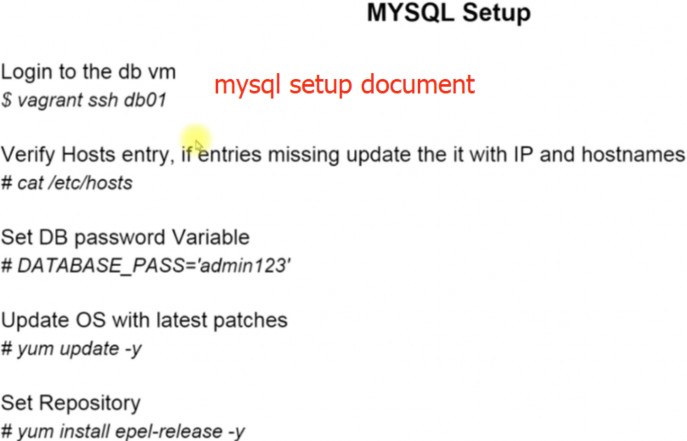 MYSQL Setup
Login to the db vm
mysql setup document
$ vagrant ssh db01
Verify Hosts entry, if entries missing update the it with IP and hostnames
# cat /etc/hosts
Set DB password Variable
# DATABASE_PASS='admin123'
Update OS with latest patches
# yum update -y
Set Repository
# yum install epel-release -y